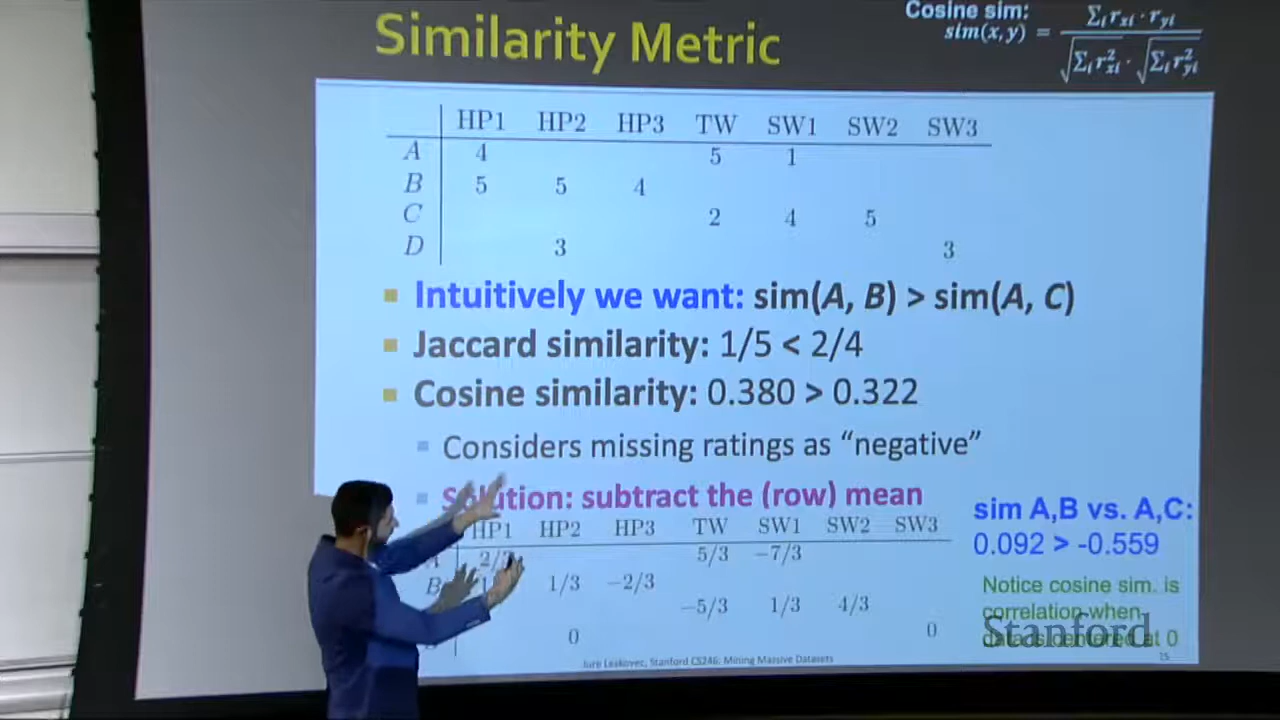 Similarity Metric
Cosine sim:
sim(x, y) = Σᵢ rₓᵢ · rᵧᵢ / √Σᵢ r²ₓᵢ · √Σᵢ r²ᵧᵢ
HP1 HP2 HP3 TW SW1 SW2 SW3
A 4 5 1
B 5 5 4
C 2 4 5
D 3 3
Intuitively we want: sim(A, B) > sim(A, C)
Jaccard similarity: 1/5 < 2/4
Cosine similarity: 0.380 > 0.322
Considers missing ratings as "negative"
Solution: subtract the (row) mean
HP1 HP2 HP3 TW SW1 SW2 SW3
A 5/3 −7/3
B 1/3 −2/3
−5/3 1/3 4/3
0 0
sim A,B vs. A,C:
0.092 > -0.559
Notice cosine sim. is
correlation when
data is centered at 0
Stanford
Jure Leskovec, Stanford CS246: Mining Massive Datasets
15